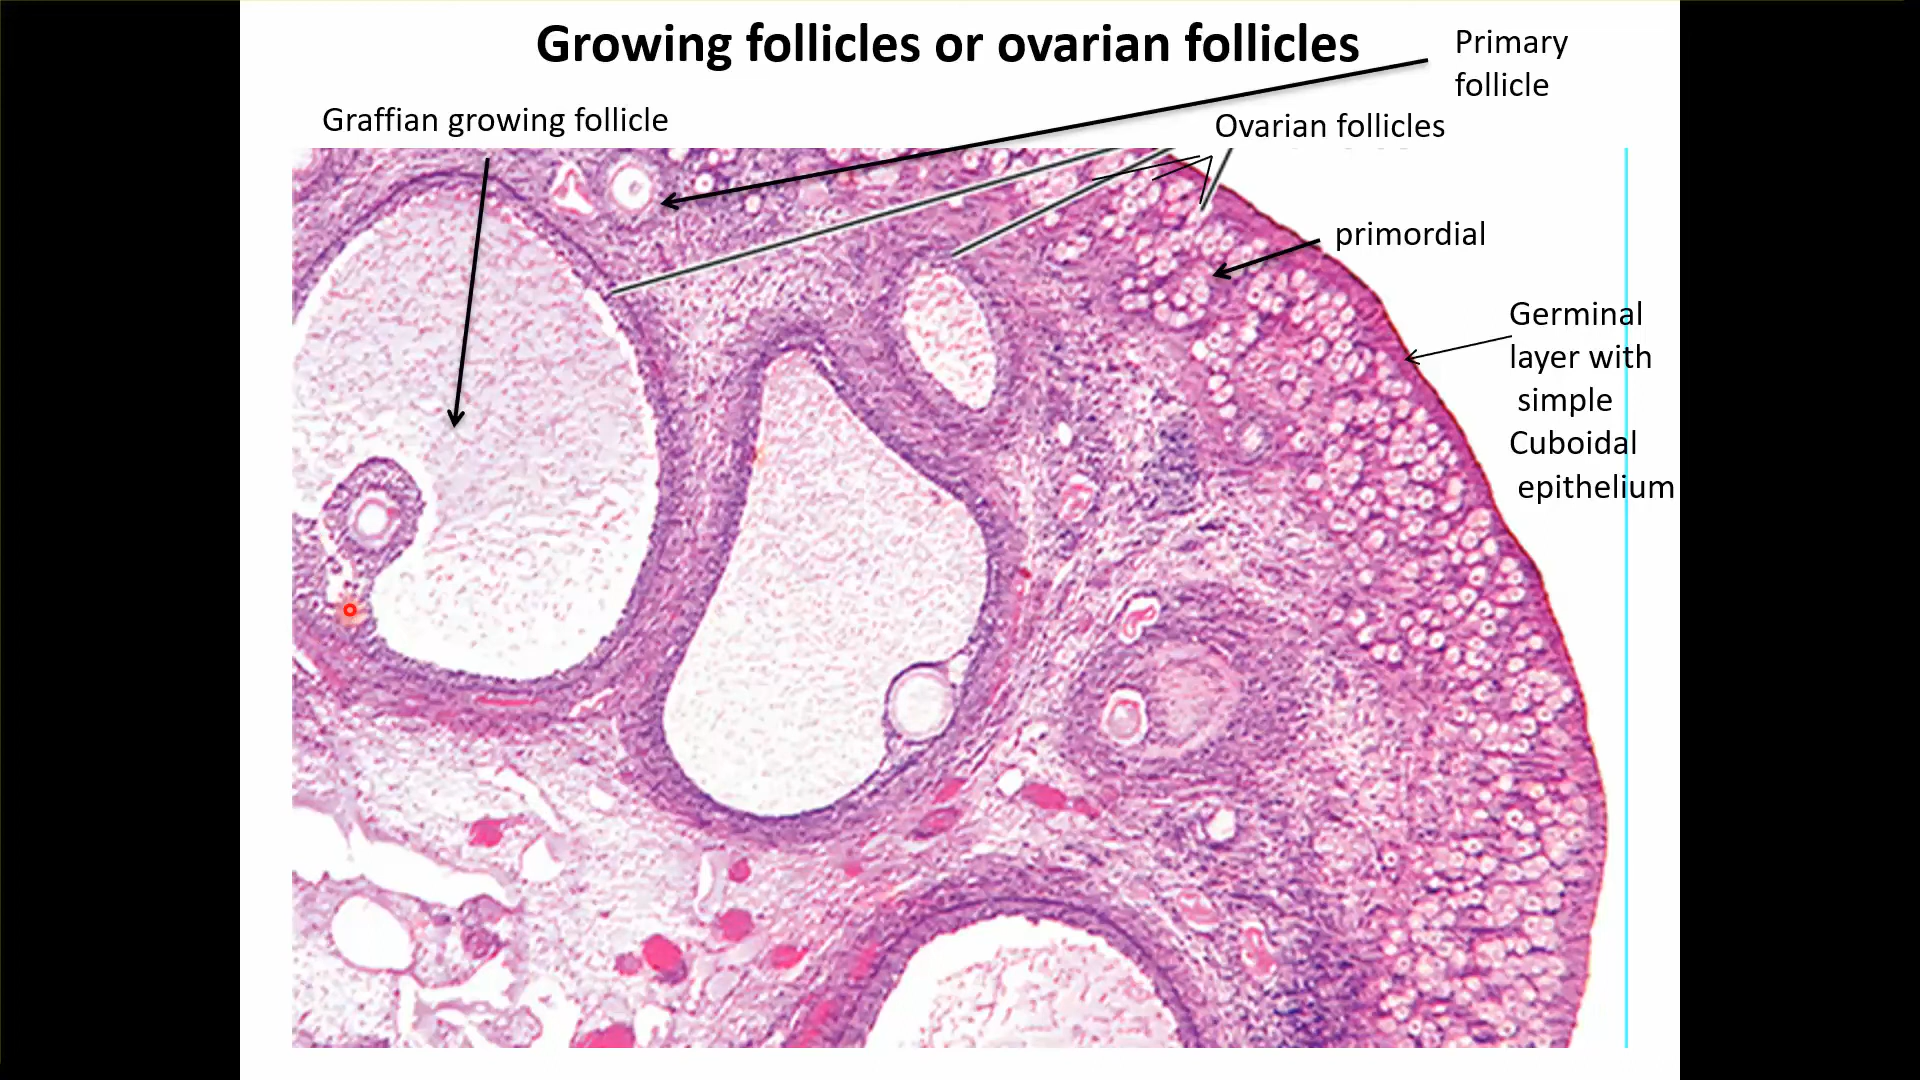 Growing follicles or ovarian follicles
Primary
follicle
Graffian growing follicle
Ovarian follicles
primordial
Germinal
layer with
simple
Cuboidal
epithelium